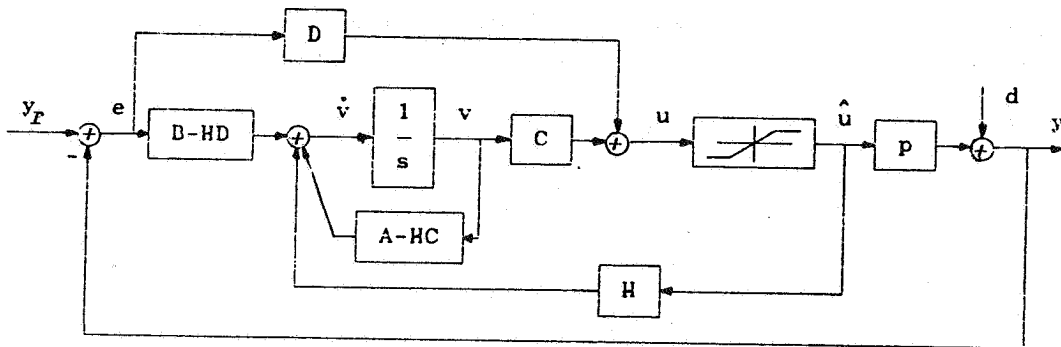 D
y_r e B-HD + v̇ 1/s v C + u û p d + y
+
-
A-HC
H